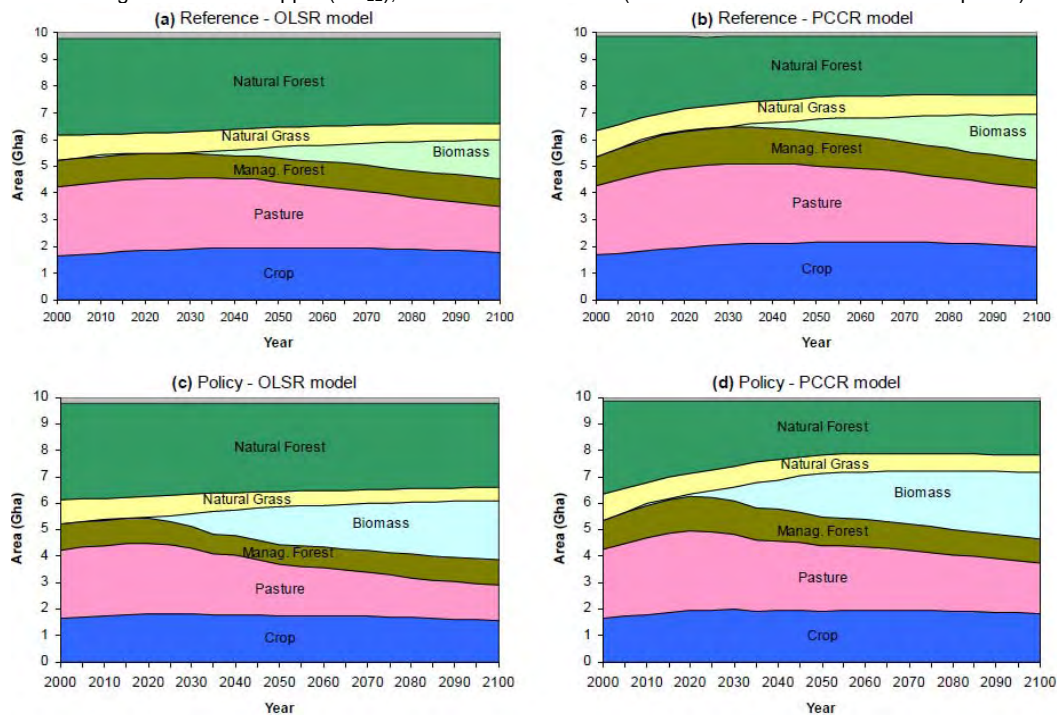 (a) Reference - OLSR model
10
9
8
7
6
5
4
3
2
1
0
Area (Gha)
Natural Forest
Natural Grass
Biomass
Manag. Forest
Pasture
Crop
2000 2010 2020 2030 2040 2050 2060 2070 2080 2090 2100
Year
(b) Reference - PCCR model
10
9
8
7
6
5
4
3
2
1
0
Area (Gha)
Natural Forest
Natural Grass
Biomass
Manag. Forest
Pasture
Crop
2000 2010 2020 2030 2040 2050 2060 2070 2080 2090 2100
Year
(c) Policy - OLSR model
10
9
8
7
6
5
4
3
2
1
0
Area (Gha)
Natural Forest
Natural Grass
Biomass
Manag. Forest
Pasture
Crop
2000 2010 2020 2030 2040 2050 2060 2070 2080 2090 2100
Year
(d) Policy - PCCR model
10
9
8
7
6
5
4
3
2
1
0
Area (Gha)
Natural Forest
Natural Grass
Biomass
Manag. Forest
Pasture
Crop
2000 2010 2020 2030 2040 2050 2060 2070 2080 2090 2100
Year